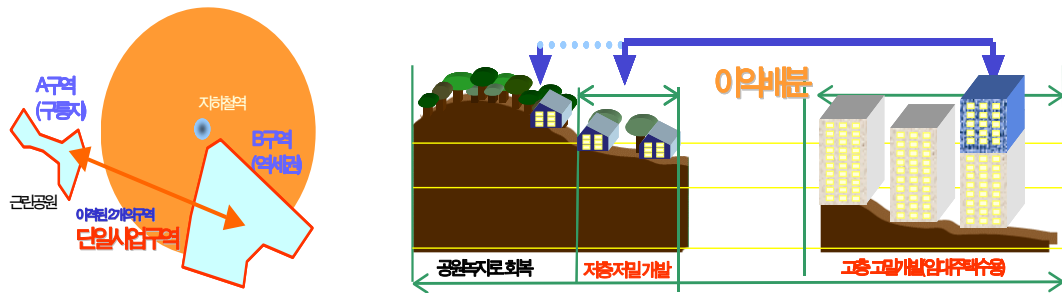 A구역
(구릉지)
지하철역
B구역
(역세권)
근린공원
이격된 2개의 구역
단일사업구역
이익배분
공원녹지로 회복
저층 저밀 개발
고층 고밀개발(임대주택수용)